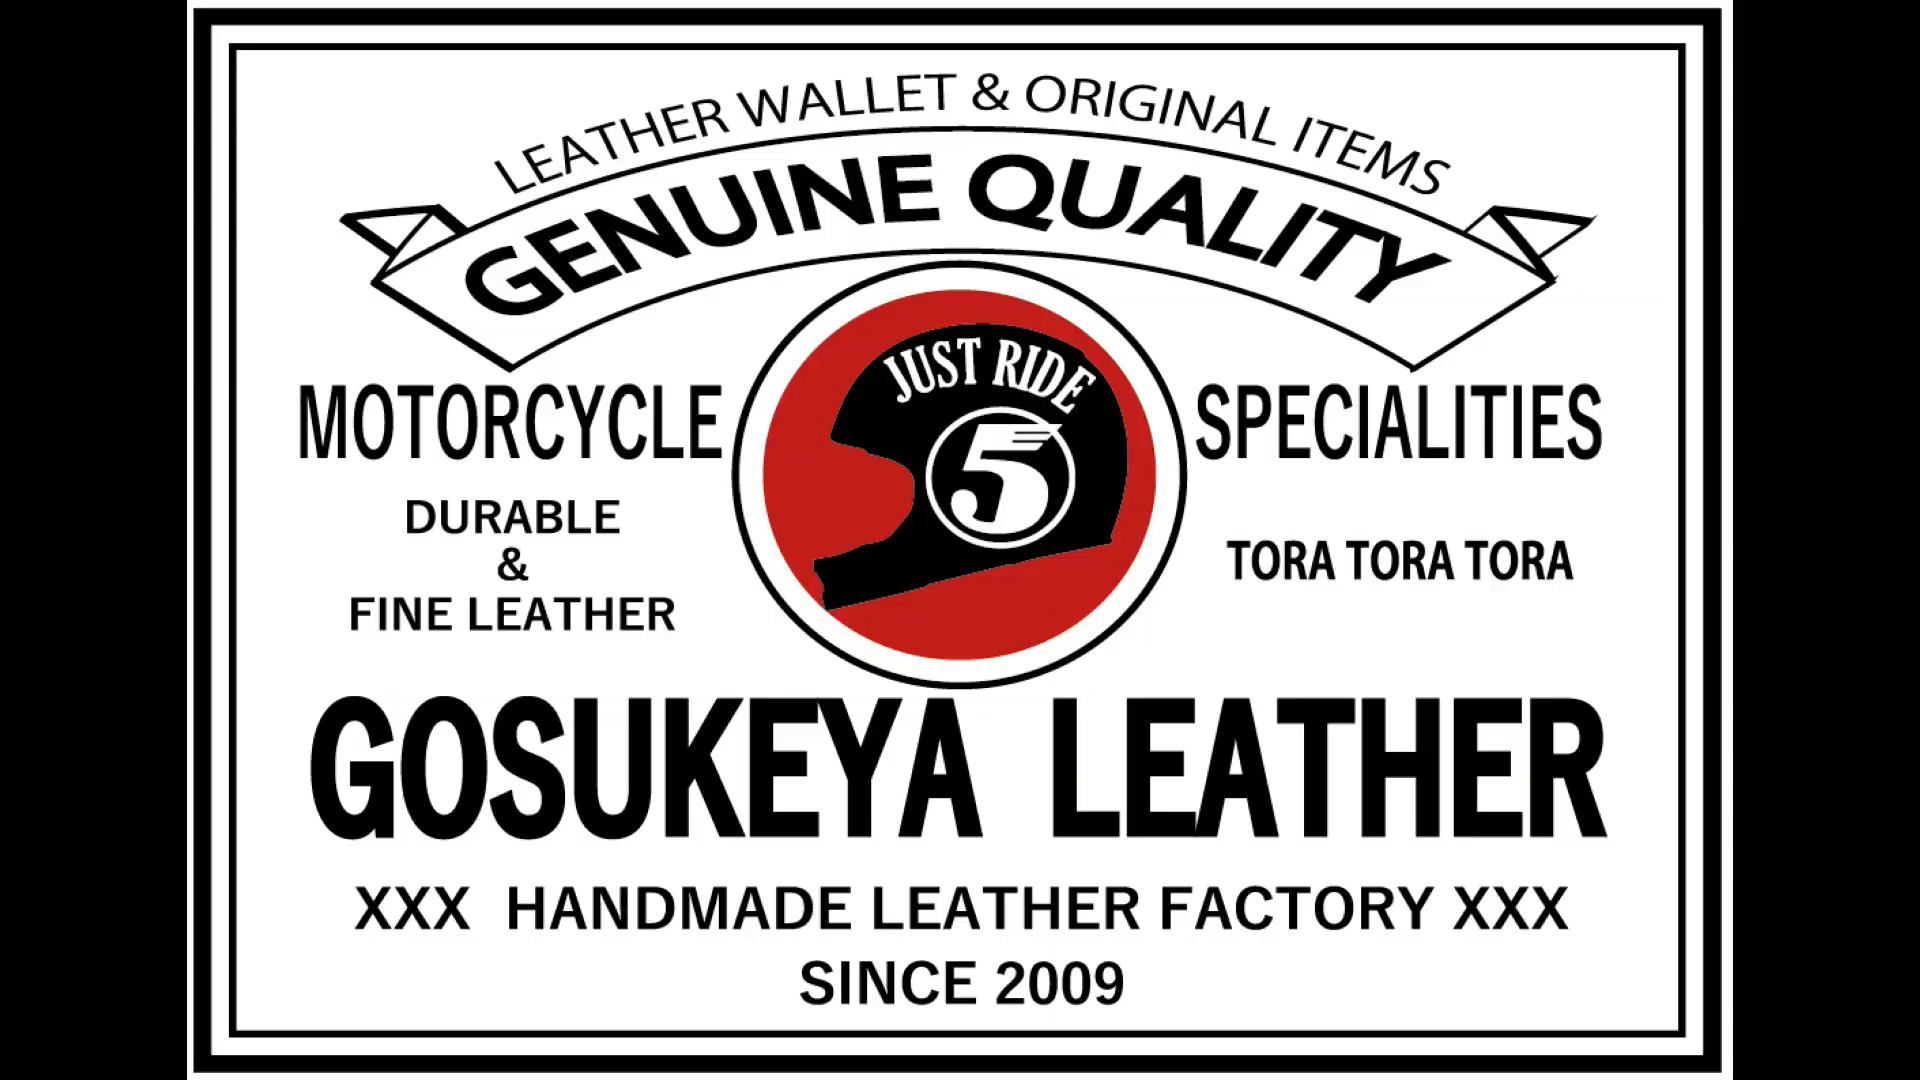 LEATHER WALLET & ORIGINAL ITEMS
GENUINE QUALITY
JUST RIDE
5
MOTORCYCLE
SPECIALITIES
DURABLE
&
FINE LEATHER
TORA TORA TORA
GOSUKEYA LEATHER
XXX HANDMADE LEATHER FACTORY XXX
SINCE 2009